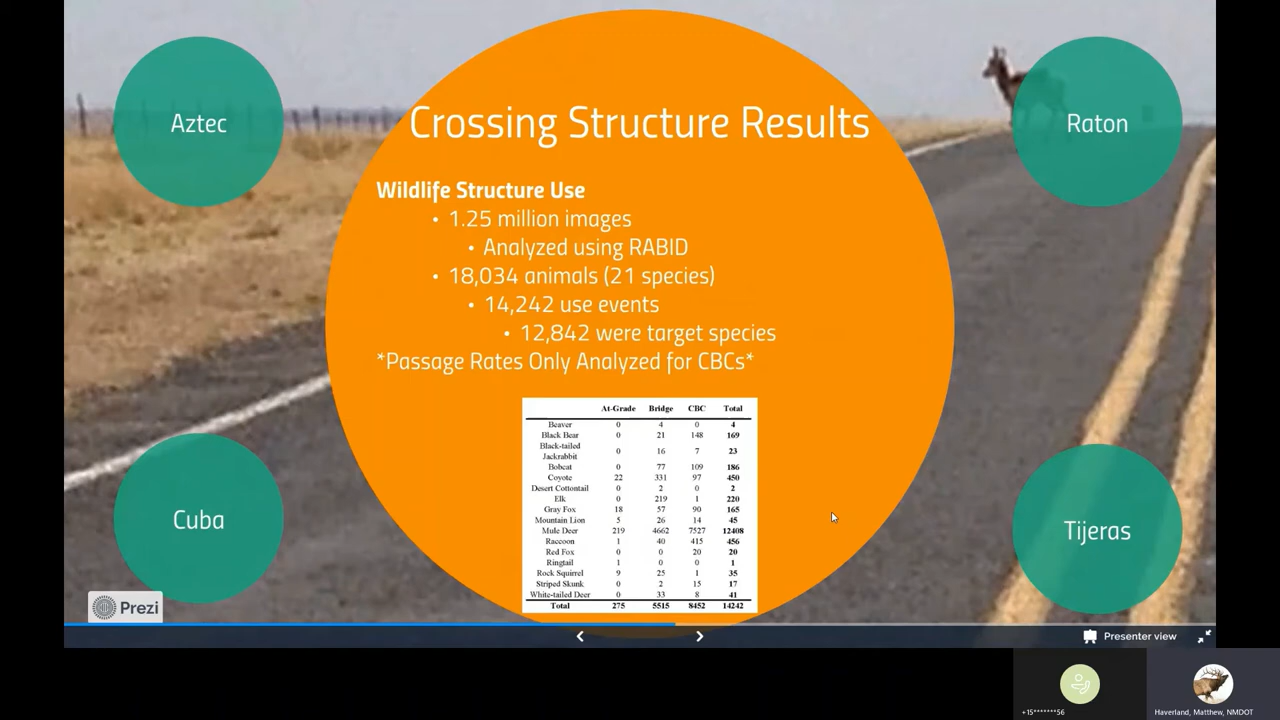 Crossing Structure Results
Aztec
Raton
Wildlife Structure Use
• 1.25 million images
• Analyzed using RABID
• 18,034 animals (21 species)
• 14,242 use events
• 12,842 were target species
*Passage Rates Only Analyzed for CBCs*
At-Grade Bridge CBC Total
Beaver 0 4 0 4
Black Bear 0 21 148 169
Black-tailed
Jackrabbit 0 16 7 23
Bobcat 0 77 109 186
Coyote 22 331 97 450
Desert Cottontail 0 2 0 2
Elk 0 219 1 220
Gray Fox 18 57 90 165
Mountain Lion 5 26 14 45
Mule Deer 219 4662 7527 12408
Raccoon 1 40 415 456
Red Fox 0 0 20 20
Ringtail 1 0 0 1
Rock Squirrel 9 25 1 35
Striped Skunk 0 2 15 17
White-tailed Deer 0 33 8 41
Total 275 5515 8452 14242
Cuba
Tijeras
Prezi
Presenter view
+15*******56
Haverland, Matthew, NMDOT